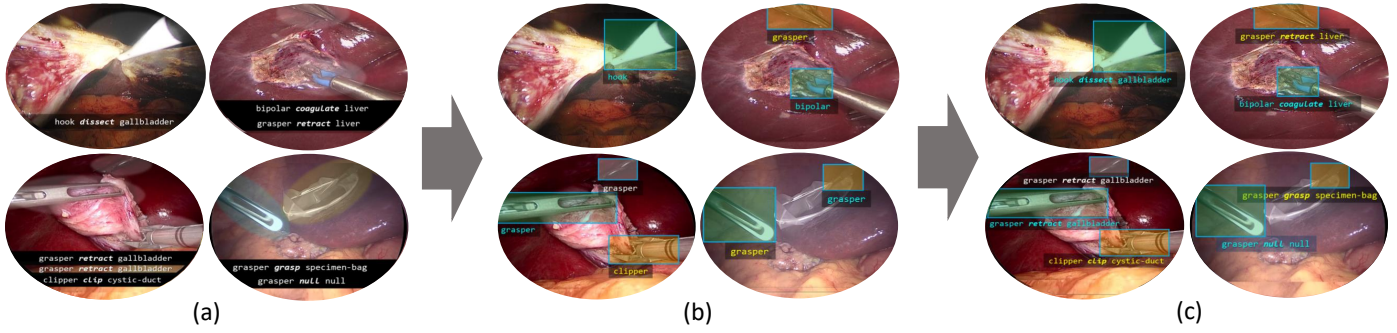 hook dissect gallbladder
bipolar coagulate liver
grasper retract liver
grasper retract gallbladder
grasper retract gallbladder
clipper clip cystic-duct
grasper grasp specimen-bag
grasper null null
(a)
hook
grasper
bipolar
grasper
grasper
clipper
grasper
grasper
(b)
hook dissect gallbladder
grasper retract liver
bipolar coagulate liver
grasper retract gallbladder
grasper retract gallbladder
clipper clip cystic-duct
grasper grasp specimen-bag
grasper null null
(c)